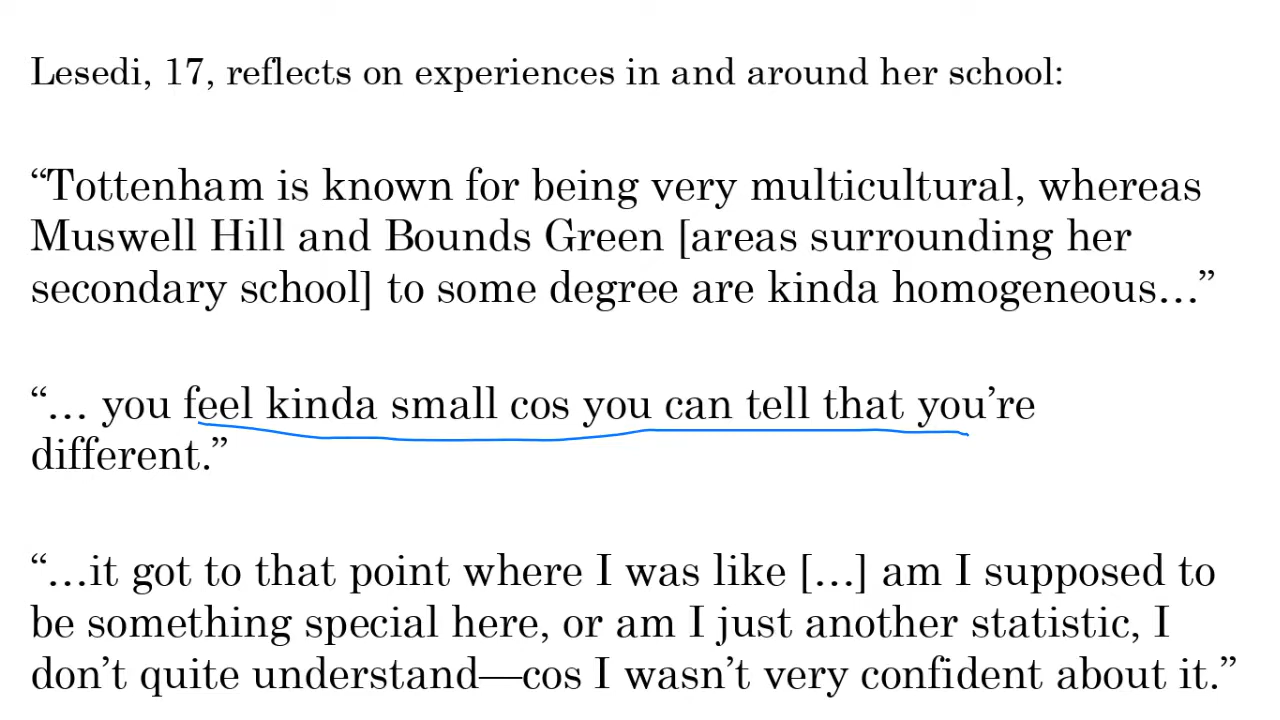 Lesedi, 17, reflects on experiences in and around her school:
“Tottenham is known for being very multicultural, whereas
Muswell Hill and Bounds Green [areas surrounding her
secondary school] to some degree are kinda homogeneous…”
“… you feel kinda small cos you can tell that you’re
different.”
“…it got to that point where I was like […] am I supposed to
be something special here, or am I just another statistic, I
don’t quite understand—cos I wasn’t very confident about it.”